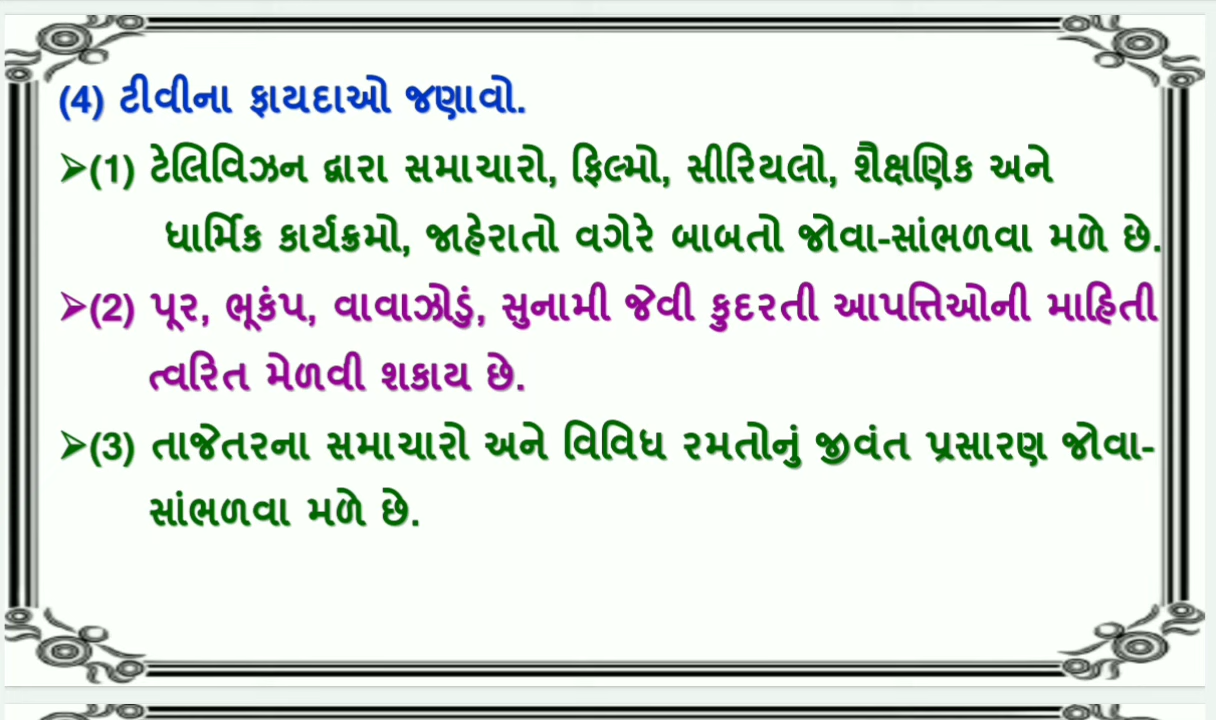 (4) ટીવીના ફાયદાઓ જણાવો.
➢(1) ટેલિવિઝન દ્વારા સમાચારો, ફિલ્મો, સીરિયલો, શૈક્ષણિક અને
ધાર્મિક કાર્યક્રમો, જાહેરાતો વગેરે બાબતો જોવા-સાંભળવા મળે છે.
➢(2) પૂર, ભૂકંપ, વાવાઝોડું, સુનામી જેવી કુદરતી આપત્તિઓની માહિતી
ત્વરિત મેળવી શકાય છે.
➢(3) તાજેતરના સમાચારો અને વિવિધ રમતોનું જીવંત પ્રસારણ જોવા-
સાંભળવા મળે છે.